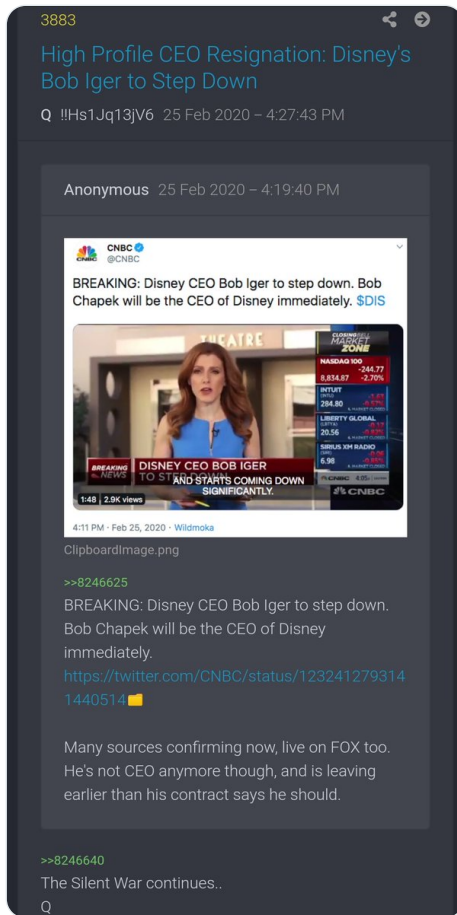 3883
High Profile CEO Resignation: Disney's
Bob Iger to Step Down
Q !!Hs1Jq13jV6 25 Feb 2020 – 4:27:43 PM
Anonymous 25 Feb 2020 – 4:19:40 PM
CNBC
CNBC
@CNBC
BREAKING: Disney CEO Bob Iger to step down. Bob
Chapek will be the CEO of Disney immediately. $DIS
THEATRE
CLOSING BELL
MARKET
ZONE
NASDAQ 100
-244.77
8,834.87 -2.70%
INTUIT
284.80
LIBERTY GLOBAL
20.56
SIRIUS XM RADIO
6.98
BREAKING
NEWS
DISNEY CEO BOB IGER
TO STEP DOWN
AND STARTS COMING DOWN
SIGNIFICANTLY.
CNBC 4:05
CNBC
1:48 2.9K views
4:11 PM · Feb 25, 2020 · Wildmoka
ClipboardImage.png
>>8246625
BREAKING: Disney CEO Bob Iger to step down.
Bob Chapek will be the CEO of Disney
immediately.
https://twitter.com/CNBC/status/123241279314
1440514
Many sources confirming now, live on FOX too.
He's not CEO anymore though, and is leaving
earlier than his contract says he should.
>>8246640
The Silent War continues..
Q